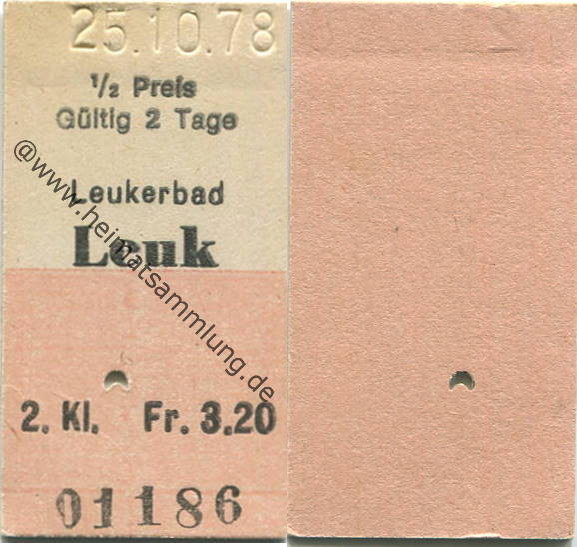 25.10.78
1/2 Preis
Gültig 2 Tage
Leukerbad
Leuk
2. Kl. Fr. 3.20
01186
@www.heimatsammlung.de